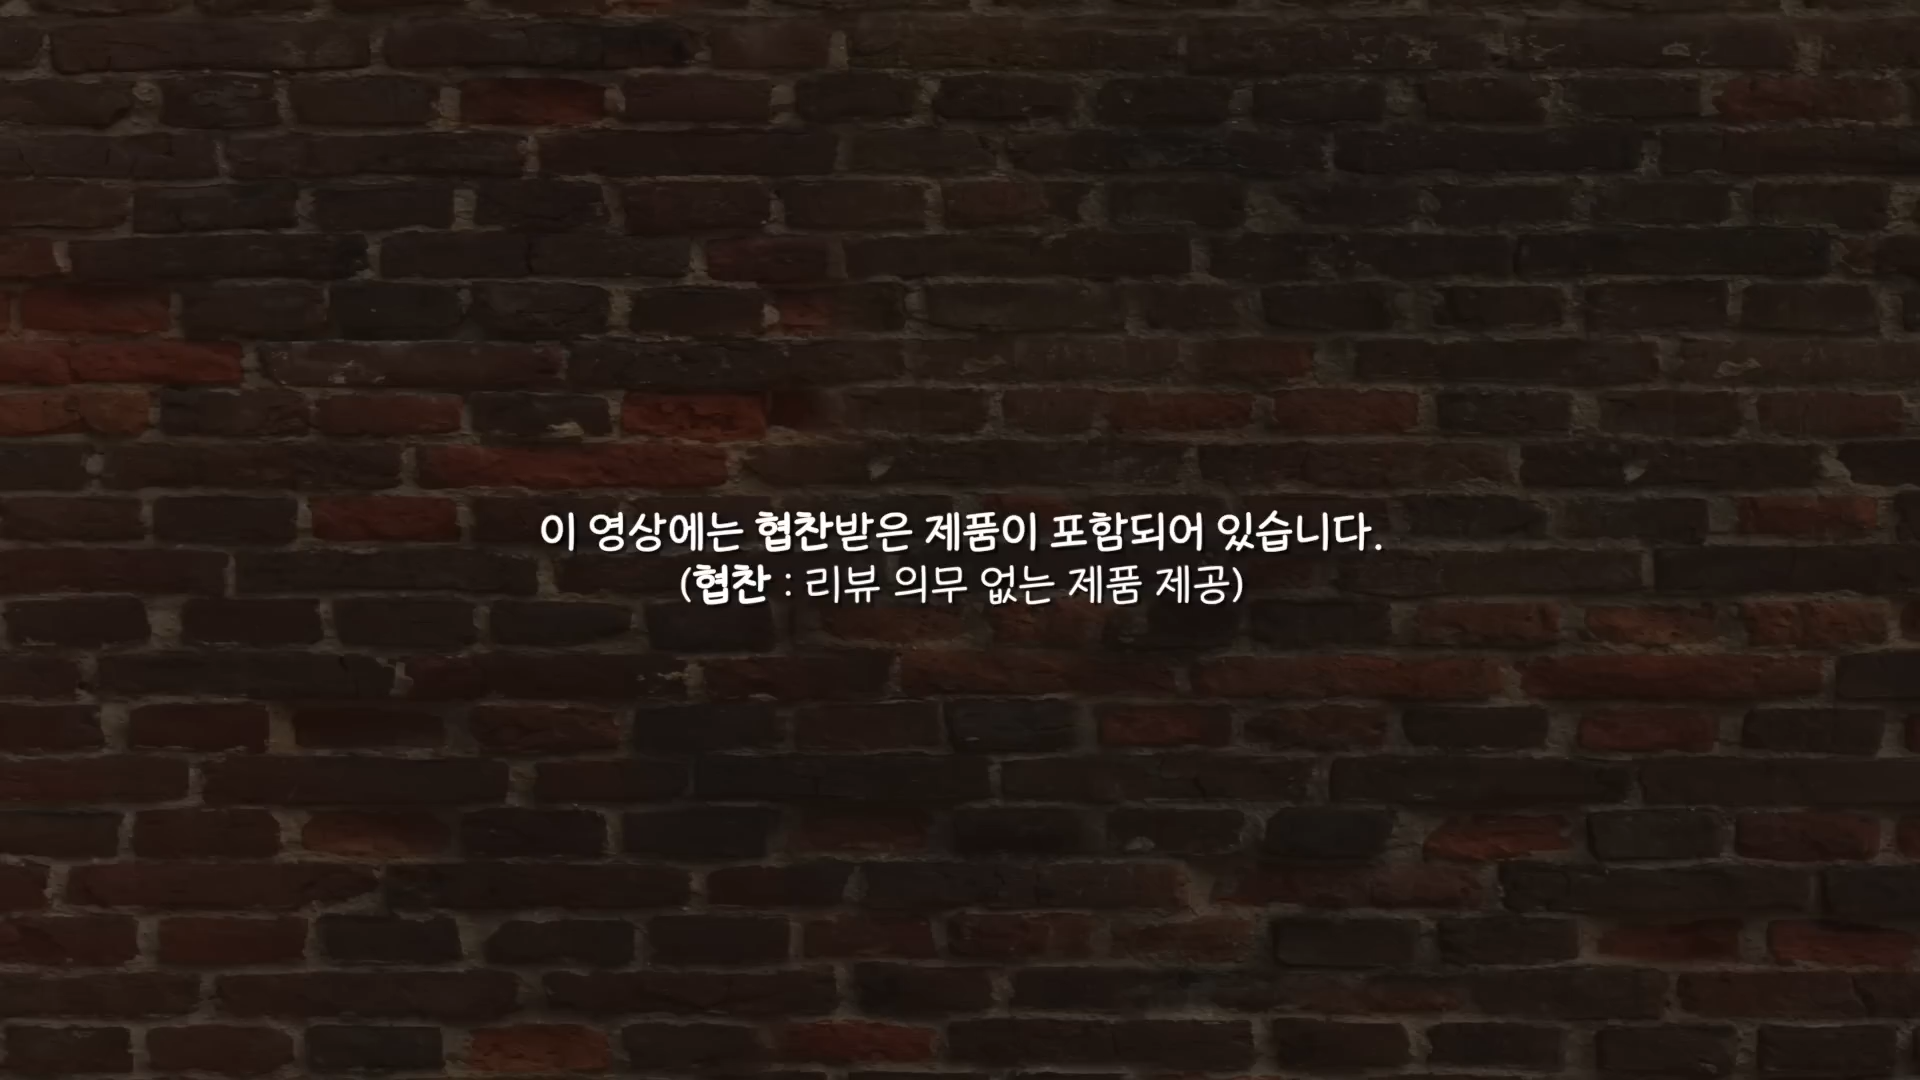 이 영상에는 협찬받은 제품이 포함되어 있습니다.
(협찬 : 리뷰 의무 없는 제품 제공)